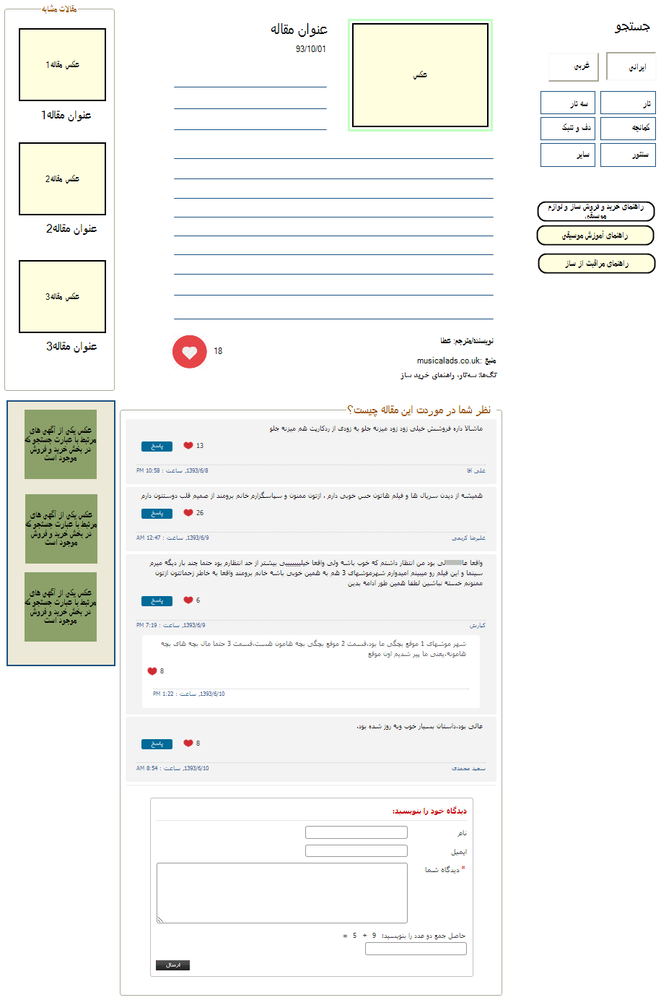 جستجو
ایرانی
غربی
تار
سه تار
کمانچه
دف و تنبک
سنتور
سایر
راهنمای خرید و فروش ساز و لوازم
موسیقی
راهنمای آموزش موسیقی
راهنمای مراقبت از ساز
عکس
عنوان مقاله
93/10/01
نویسنده/مترجم: عطا
منبع :musicalads.co.uk
تگ‌ها: سه‌تار، راهنمای خرید ساز
18
نظر شما در موردت این مقاله چیست؟
ماشالا داره فروشش خیلی زود زود میزنه جلو به زودی از ردکارپت هم میزنه جلو
13
پاسخ
علی اقا
1393/6/8, ساعت : 10:58 PM
همیشه از دیدن سریال ها و فیلم هاتون حس خوبی دارم . ازتون ممنون و سپاسگزارم خانم برومند از صمیم قلب دوستتون دارم
26
پاسخ
علیرضا کریمی
1393/6/9, ساعت : 12:47 AM
واقعا عااااااااااالی بود من انتظار داشتم که خوب باشه ولی واقعا خیلیییییییی بیشتر از حد انتظارم بود حتما چند بار دیگه میرم
سینما و این فیلم رو میبینم امیدوارم شهرموشهای 3 هم به همین خوبی باشه خانم برومند واقعا به خاطر زحماتتون ازتون
ممنونم خسته نباشین لطفا همین طور ادامه بدین
6
پاسخ
کیارش
1393/6/9, ساعت : 7:19 PM
شهر موشهای 1 موقع بچگی ما بود،قسمت 2 موقع بچگی بچه هامون هست،قسمت 3 حتما مال بچه های بچه
هامونه،یعنی ما پیر شدیم اون موقع
8
1393/6/10, ساعت : 1:22 PM
عالی بود،داستان بسیار خوب وبه روز شده بود،
8
پاسخ
سعید محمدی
1393/6/10, ساعت : 8:54 AM
دیدگاه خود را بنویسید:
نام
ایمیل
* دیدگاه شما
حاصل جمع دو عدد را بنویسید: 9 + 5 =
ارسال
مقالات مشابه
عکس مقاله1
عنوان مقاله1
عکس مقاله2
عنوان مقاله2
عکس مقاله3
عنوان مقاله3
عکس یکی از آگهی های
مرتبط با عبارت جستجو که
در بخش خرید و فروش
موجود است
عکس یکی از آگهی های
مرتبط با عبارت جستجو که
در بخش خرید و فروش
موجود است
عکس یکی از آگهی های
مرتبط با عبارت جستجو که
در بخش خرید و فروش
موجود است